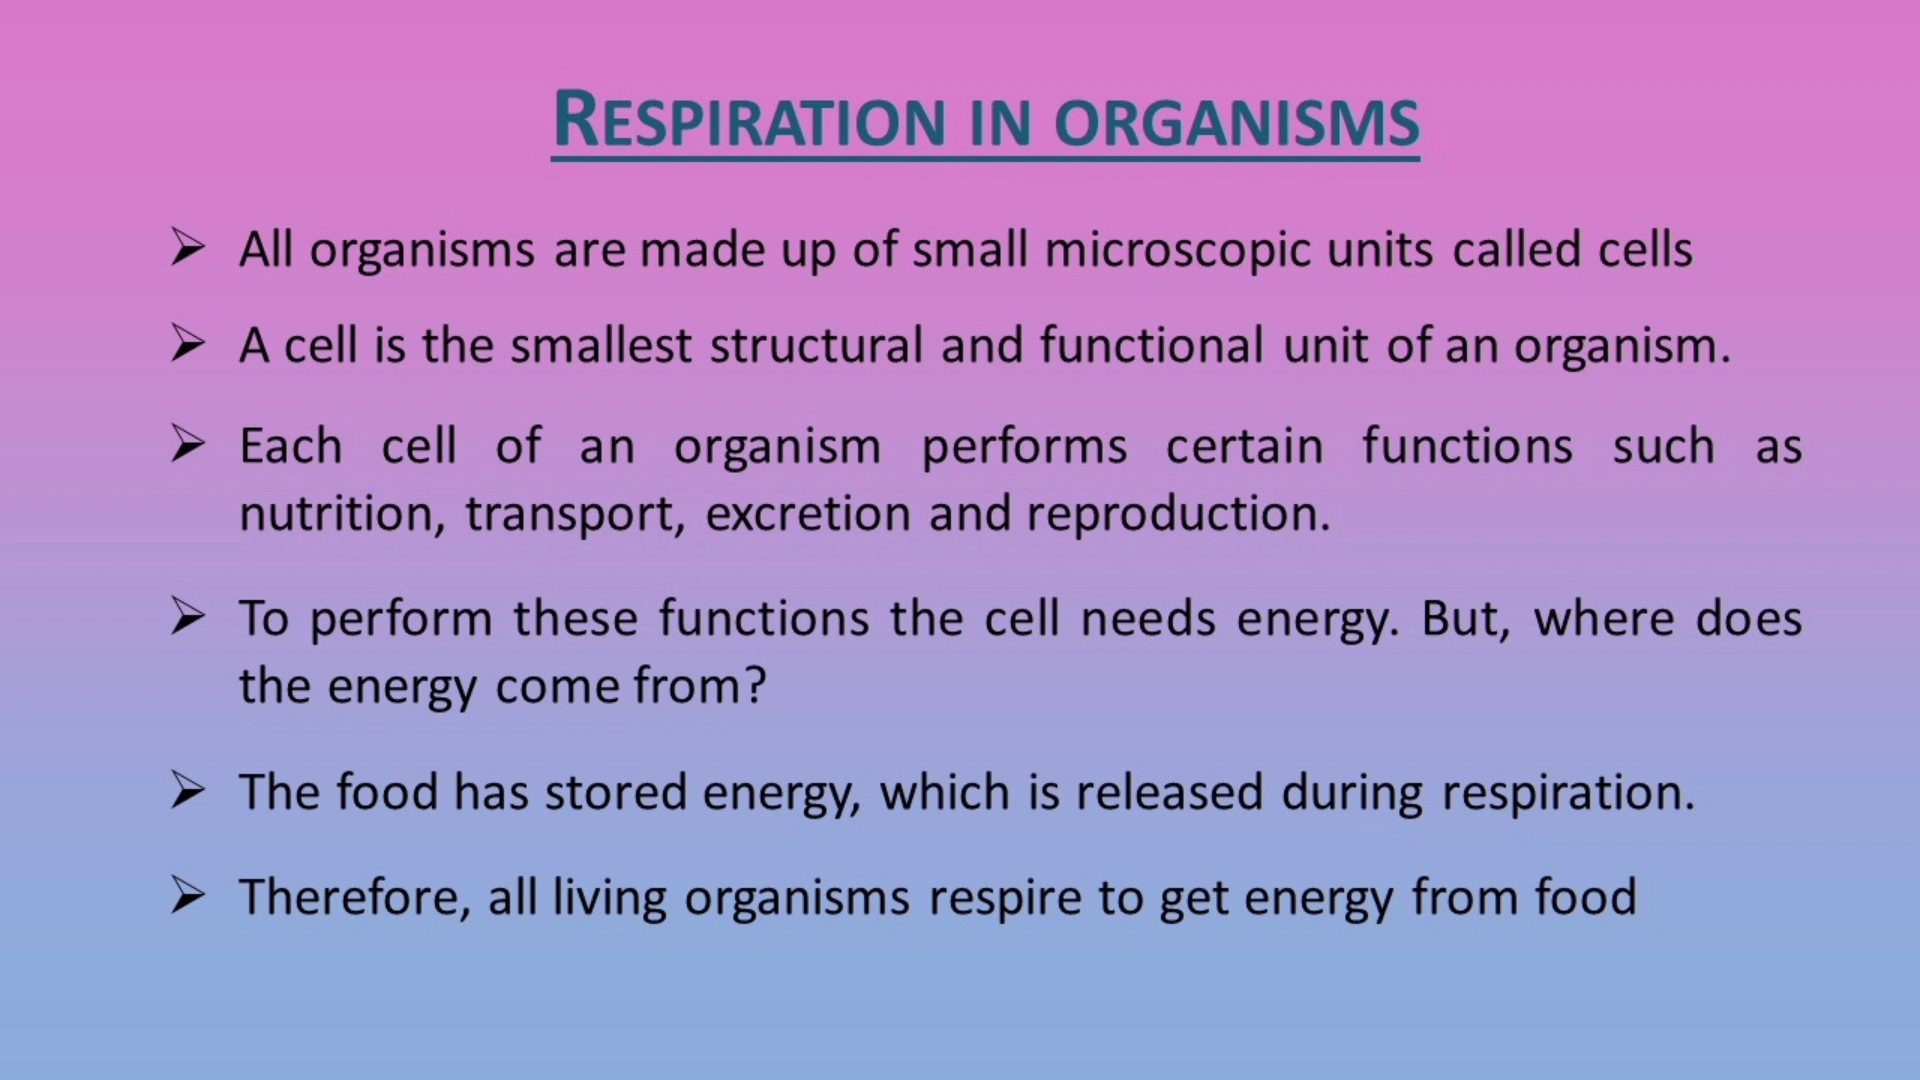 RESPIRATION IN ORGANISMS
➢ All organisms are made up of small microscopic units called cells
➢ A cell is the smallest structural and functional unit of an organism.
➢ Each cell of an organism performs certain functions such as
nutrition, transport, excretion and reproduction.
➢ To perform these functions the cell needs energy. But, where does
the energy come from?
➢ The food has stored energy, which is released during respiration.
➢ Therefore, all living organisms respire to get energy from food